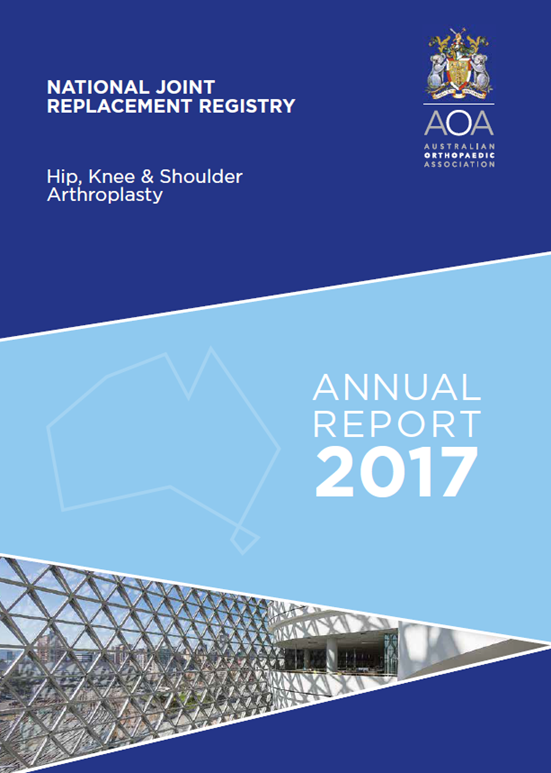 NATIONAL JOINT
REPLACEMENT REGISTRY
Hip, Knee & Shoulder
Arthroplasty
AOA
AUSTRALIAN
ORTHOPAEDIC
ASSOCIATION
ANNUAL
REPORT
2017